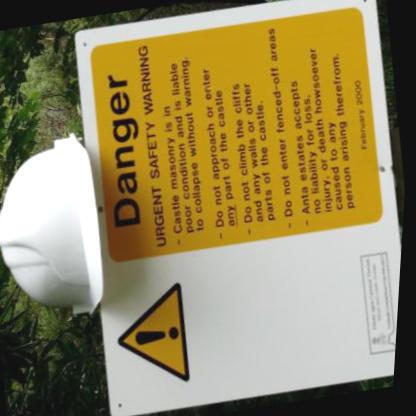 Danger
URGENT SAFETY WARNING
- Castle masonry is in
poor condition and is liable
to collapse without warning.
- Do not approach or enter
any part of the castle
- Do not climb the cliffs
and any walls or other
parts of the castle.
- Do not enter fenced-off areas
- Anta estates accepts
no liability for loss,
injury, or death howsoever
caused to any
person arising therefrom.
February 2000